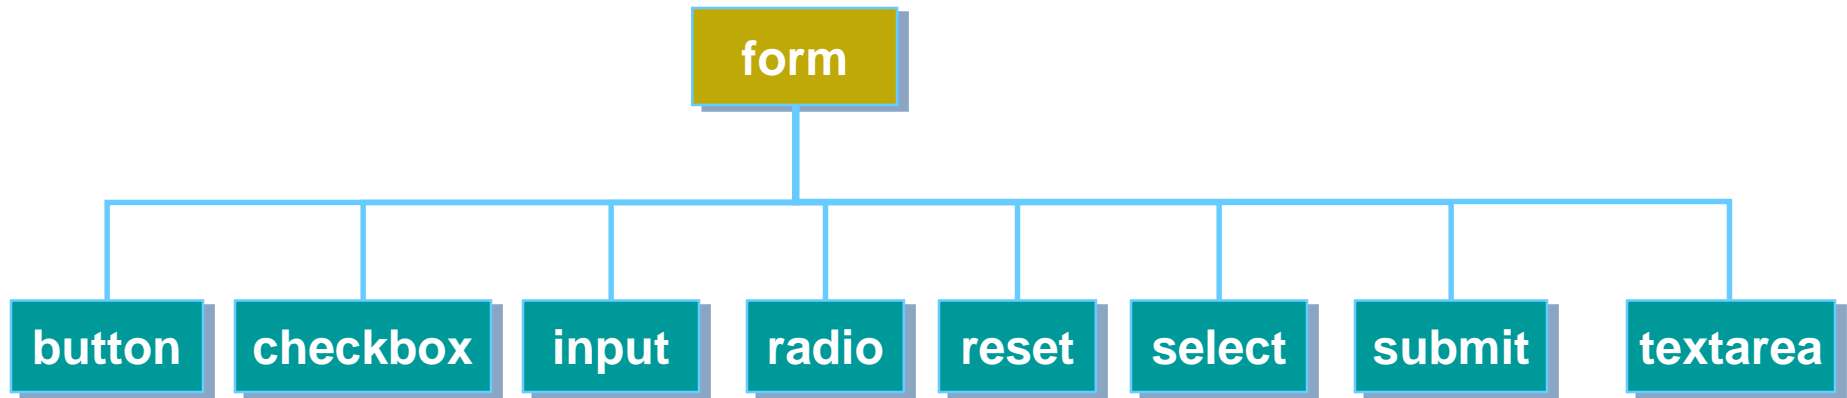 form
button
checkbox
input
radio
reset
select
submit
textarea